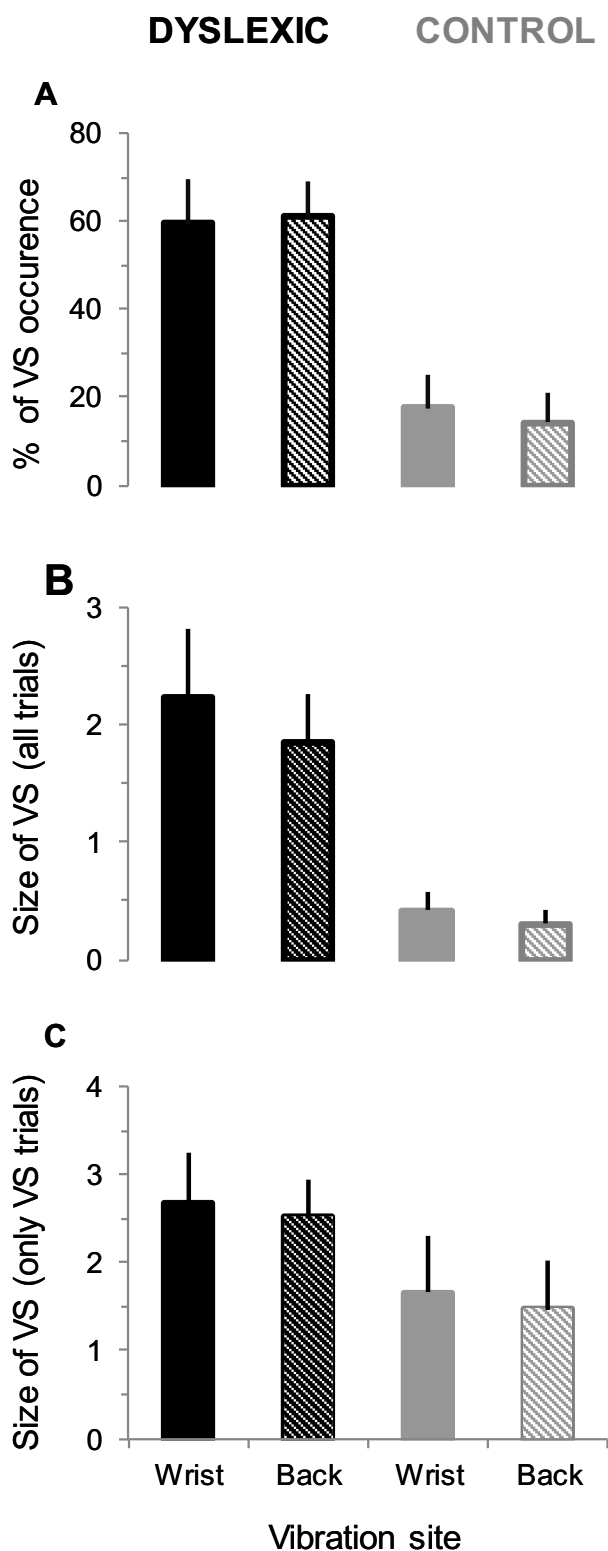 DYSLEXIC CONTROL
A
% of VS occurence
80
60
40
20
0
B
Size of VS (all trials)
3
2
1
0
C
Size of VS (only VS trials)
4
3
2
1
0
Wrist Back Wrist Back
Vibration site